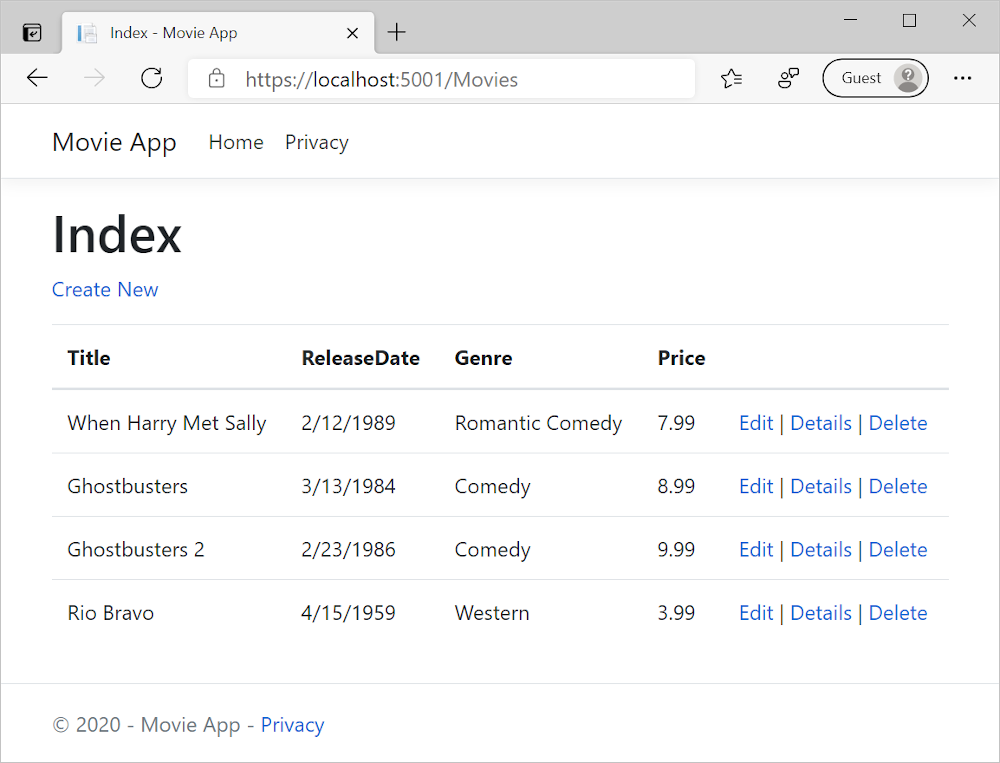 Index - Movie App
https://localhost:5001/Movies
Guest
Movie App Home Privacy
Index
Create New
Title ReleaseDate Genre Price
When Harry Met Sally 2/12/1989 Romantic Comedy 7.99 Edit | Details | Delete
Ghostbusters 3/13/1984 Comedy 8.99 Edit | Details | Delete
Ghostbusters 2 2/23/1986 Comedy 9.99 Edit | Details | Delete
Rio Bravo 4/15/1959 Western 3.99 Edit | Details | Delete
© 2020 - Movie App - Privacy